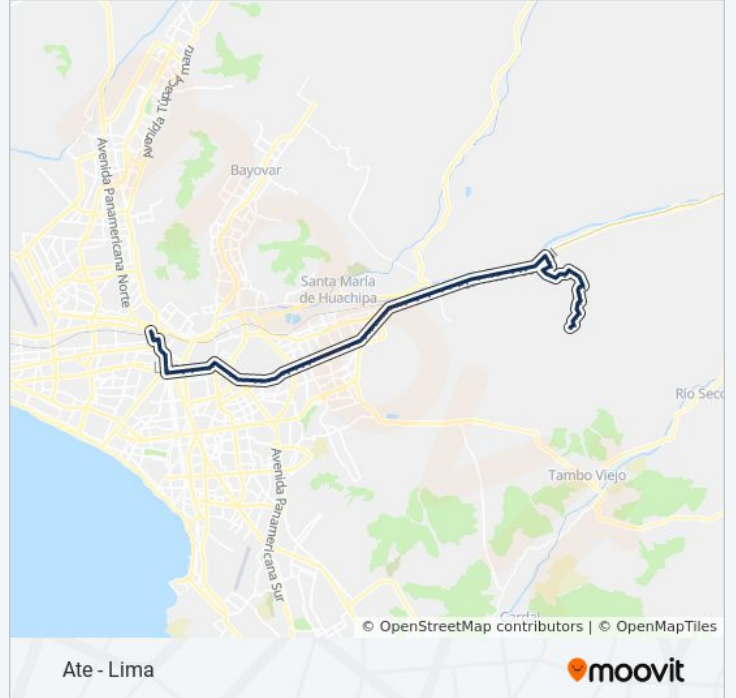 Avenida Túpac Amaru
Avenida Panamericana Norte
Bayovar
Santa María
de Huachipa
L
Río Seco
Avenida Panamericana Sur
Tambo Viejo
Cardal
© OpenStreetMap contributors | © OpenMapTiles
Ate - Lima
moovit